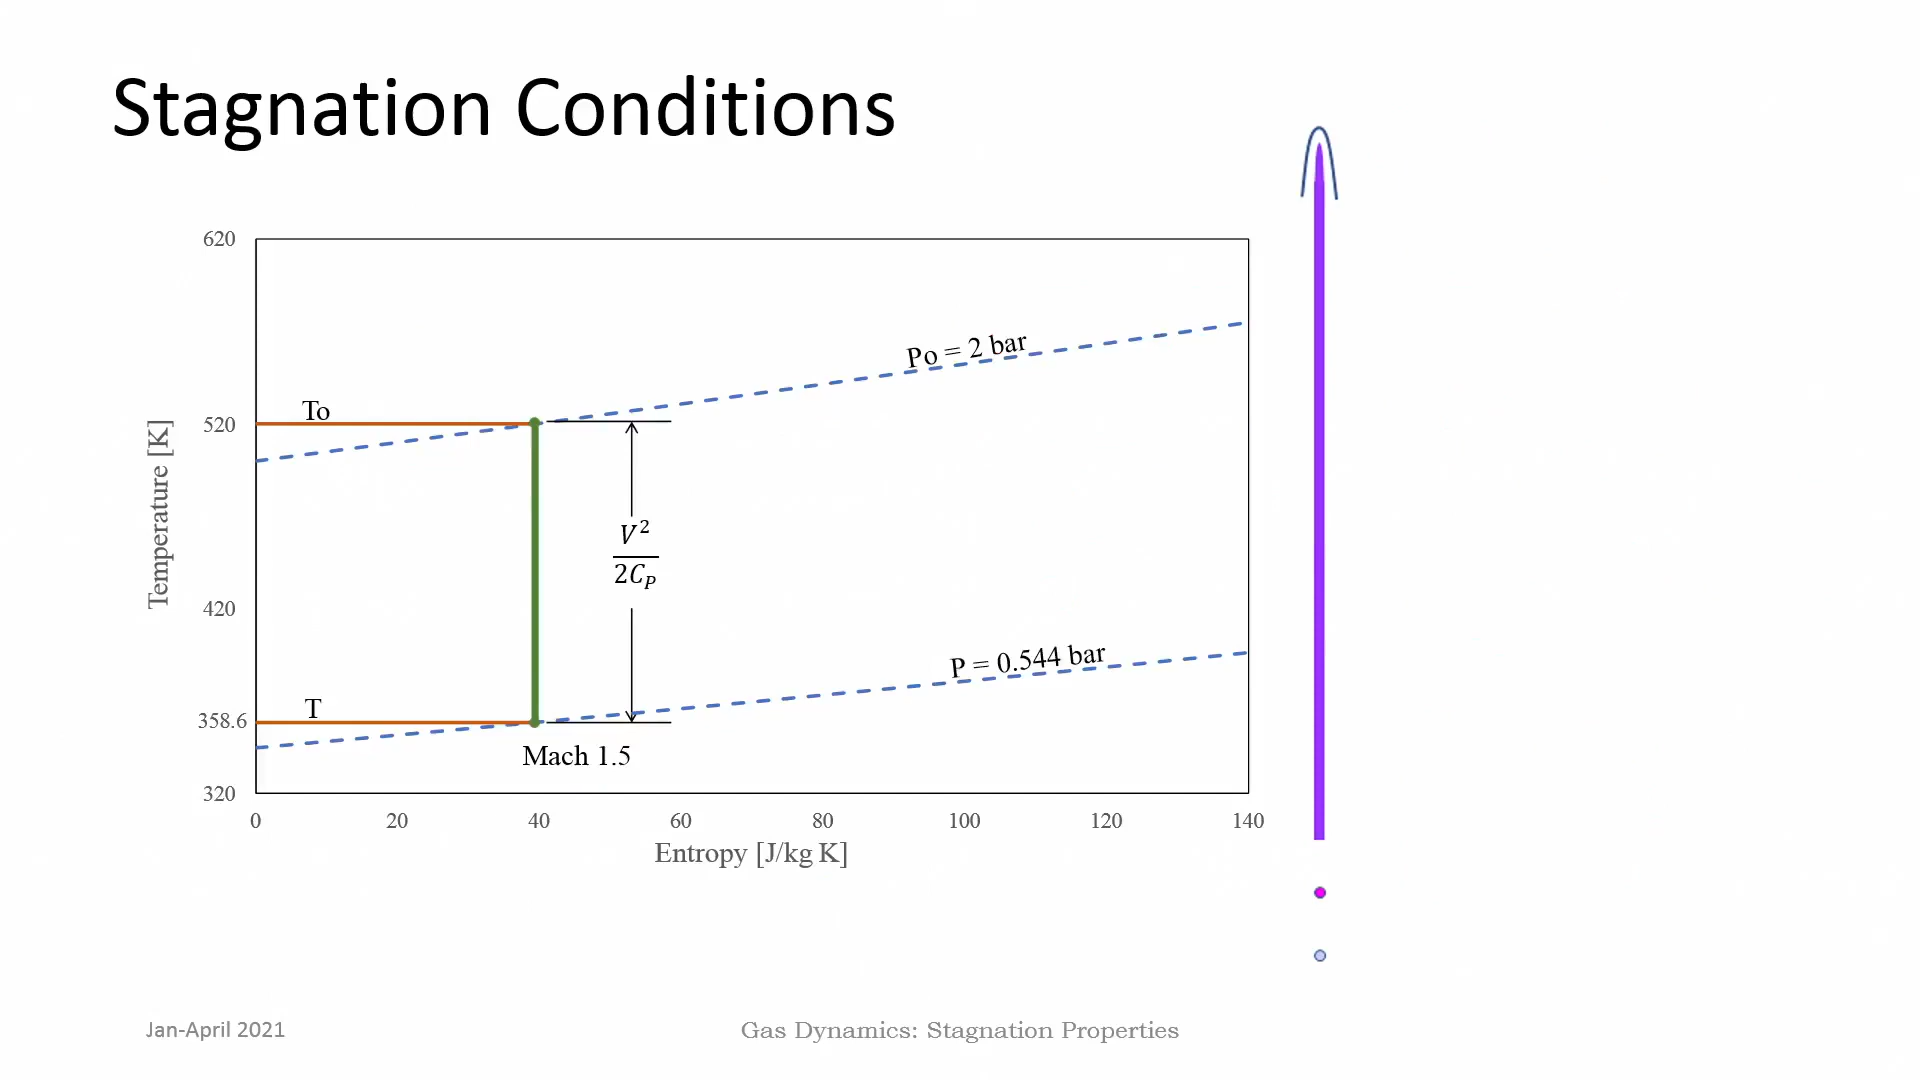 Stagnation Conditions
620
Po = 2 bar
To
520
Temperature [K]
V²
2C_P
420
P = 0.544 bar
T
358.6
Mach 1.5
320
0 20 40 60 80 100 120 140
Entropy [J/kg K]
Jan-April 2021
Gas Dynamics: Stagnation Properties